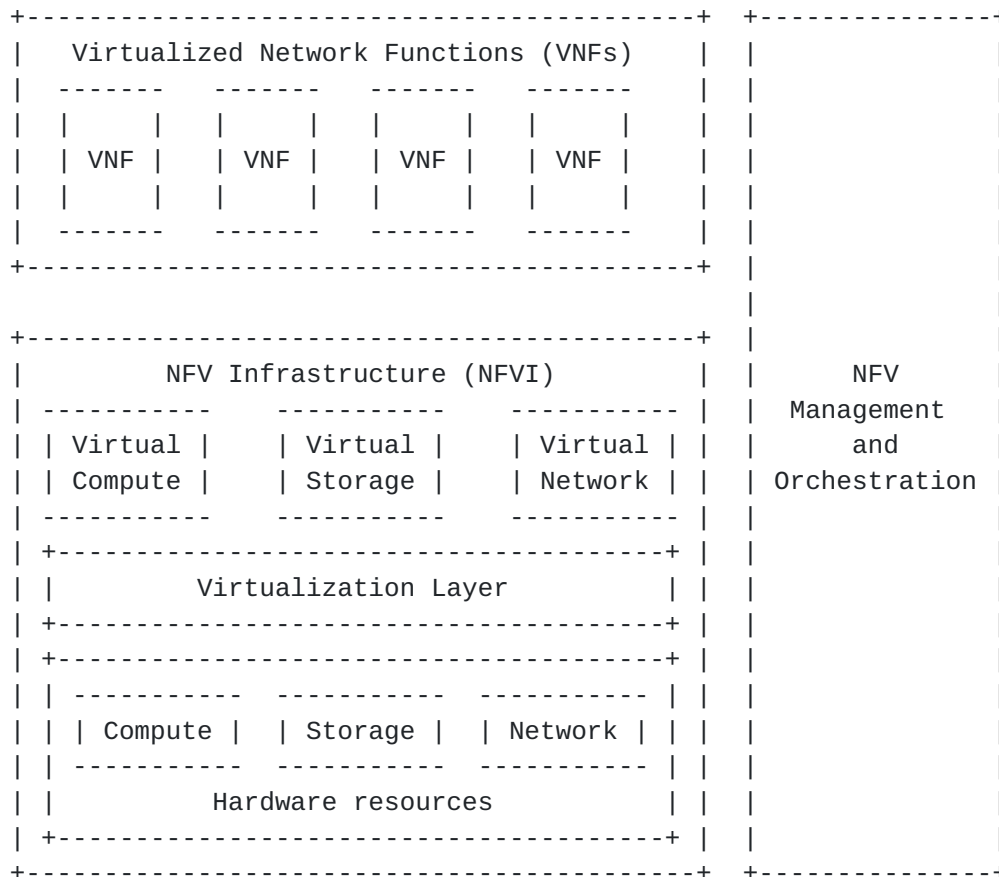 Virtualized Network Functions (VNFs)
VNF VNF VNF VNF
NFV Infrastructure (NFVI)
NFV
Management
and
Orchestration
Virtual Virtual Virtual
Compute Storage Network
Virtualization Layer
Compute Storage Network
Hardware resources